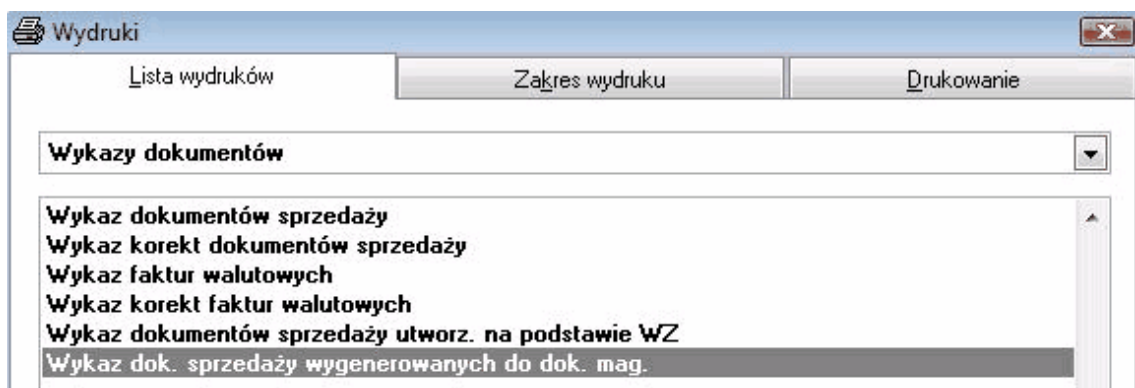 Wydruki
Lista wydruków
Zakres wydruku
Drukowanie
Wykazy dokumentów
Wykaz dokumentów sprzedaży
Wykaz korekt dokumentów sprzedaży
Wykaz faktur walutowych
Wykaz korekt faktur walutowych
Wykaz dokumentów sprzedaży utworz. na podstawie WZ
Wykaz dok. sprzedaży wygenerowanych do dok. mag.